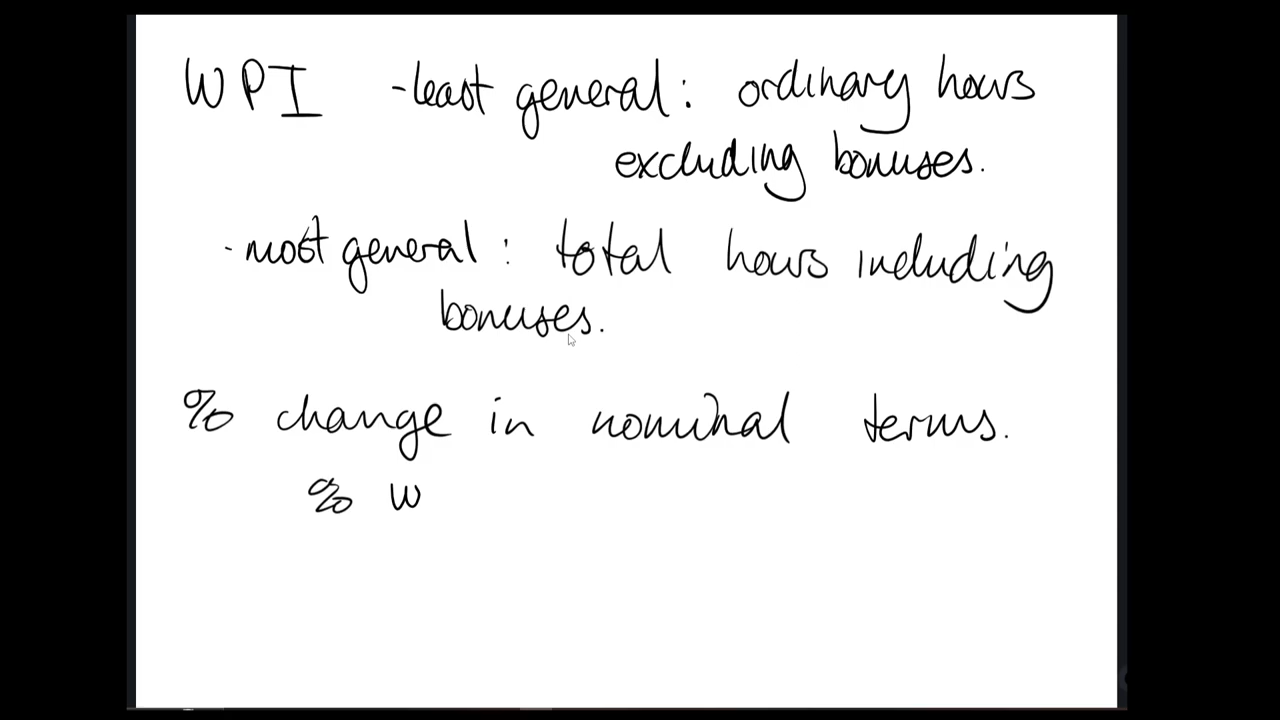 WPI -least general: ordinary hours
excluding bonuses.
- most general: total hours including
bonuses.
% change in nominal terms.
% w